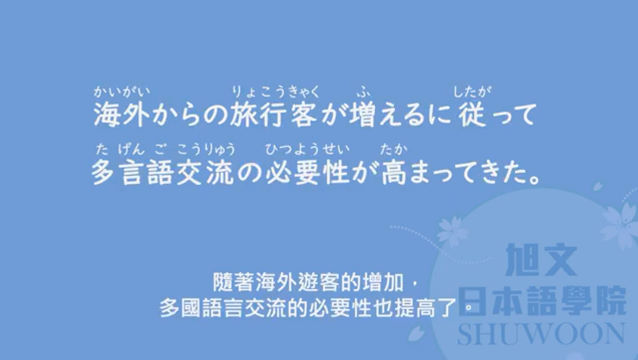 かいがい りょこうきゃく ふ したが
海外からの旅行客が増えるに従って
た げん ご こうりゅう ひつようせい たか
多言語交流の必要性が高まってきた。
隨著海外遊客的增加，
多國語言交流的必要性也提高了。
旭文
日本語學院
SHUWOON